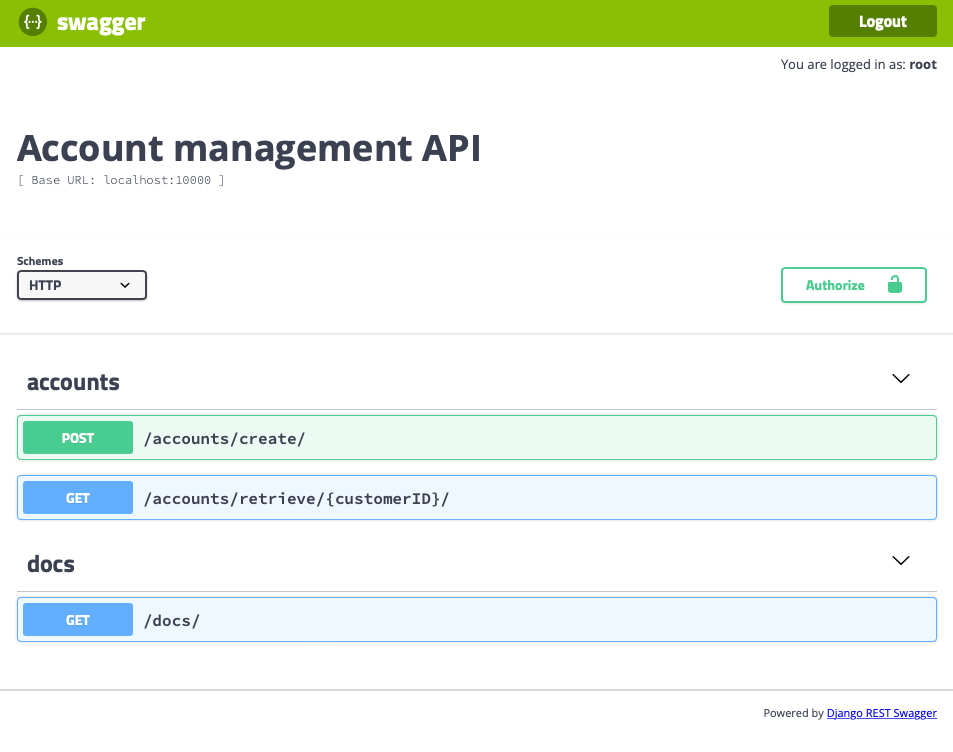 {···} swagger
Logout
You are logged in as: root
Account management API
[ Base URL: localhost:10000 ]
Schemes
HTTP
Authorize
accounts
POST /accounts/create/
GET /accounts/retrieve/{customerID}/
docs
GET /docs/
Powered by Django REST Swagger